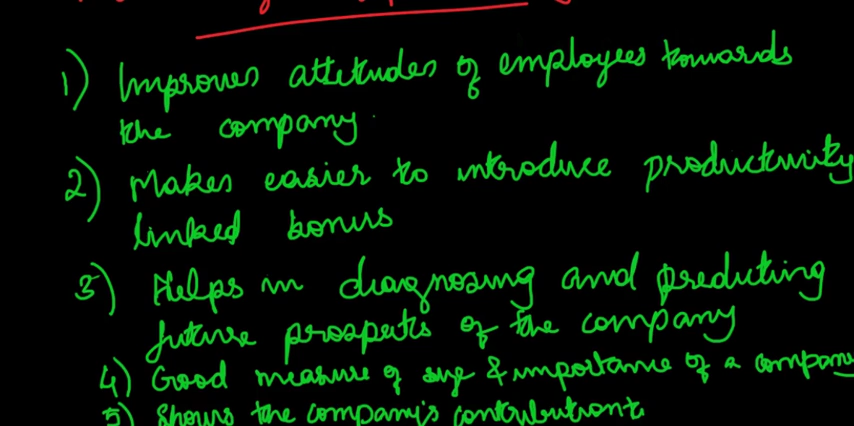 1) Improves attitudes of employees towards
the company.
2) Makes easier to introduce productivity
linked bonus
3) Helps in diagnosing and predicting
future prospects of the company
4) Good measure of size & importance of a company
5) Shows the company's contribution to